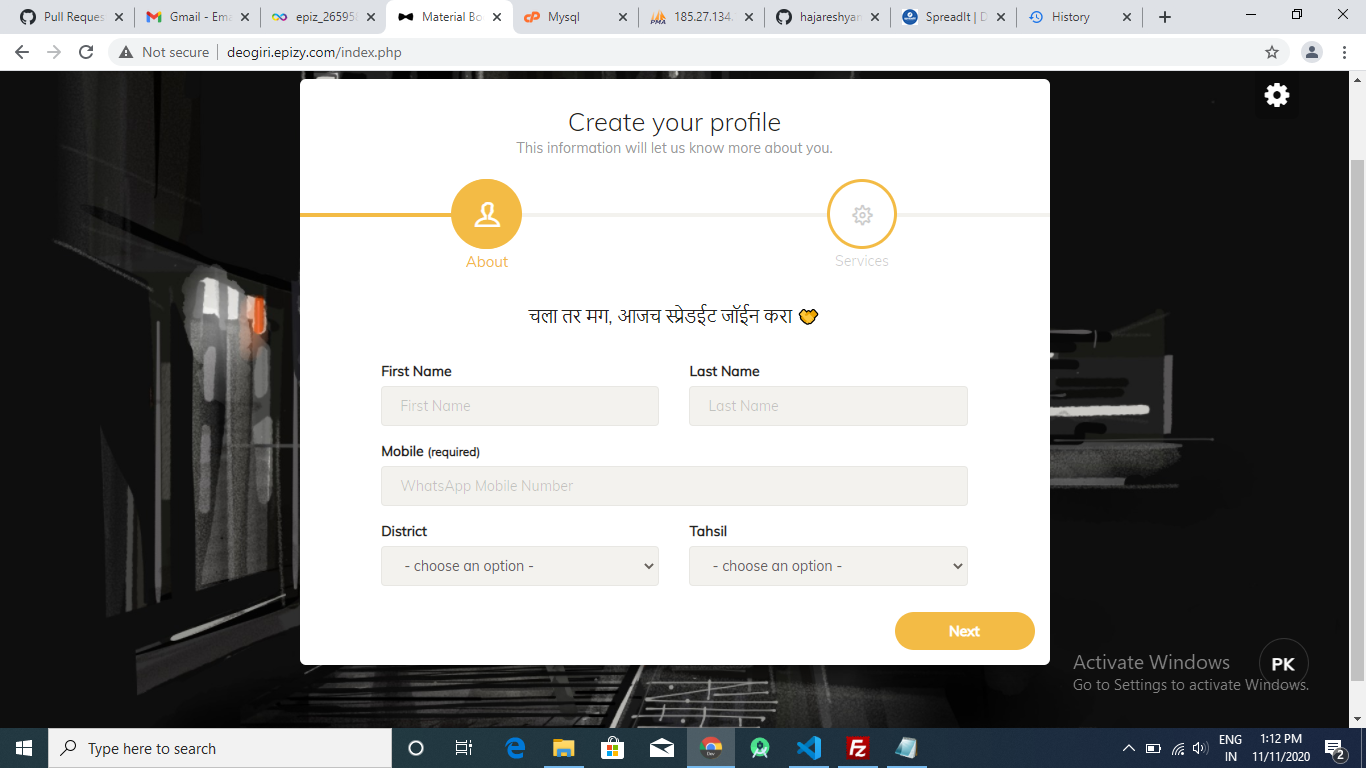 Pull Reques
Gmail - Ema
epiz_26595
Material Bo
Mysql
185.27.134.
hajareshyam
SpreadIt | D
History
Not secure | deogiri.epizy.com/index.php
Create your profile
This information will let us know more about you.
About
Services
चला तर मग, आजच स्प्रेडईट जॉईन करा 🤝
First Name
Last Name
First Name
Last Name
Mobile (required)
WhatsApp Mobile Number
District
Tahsil
- choose an option -
- choose an option -
Next
Activate Windows
Go to Settings to activate Windows.
PK
Type here to search
ENG
IN
1:12 PM
11/11/2020
2